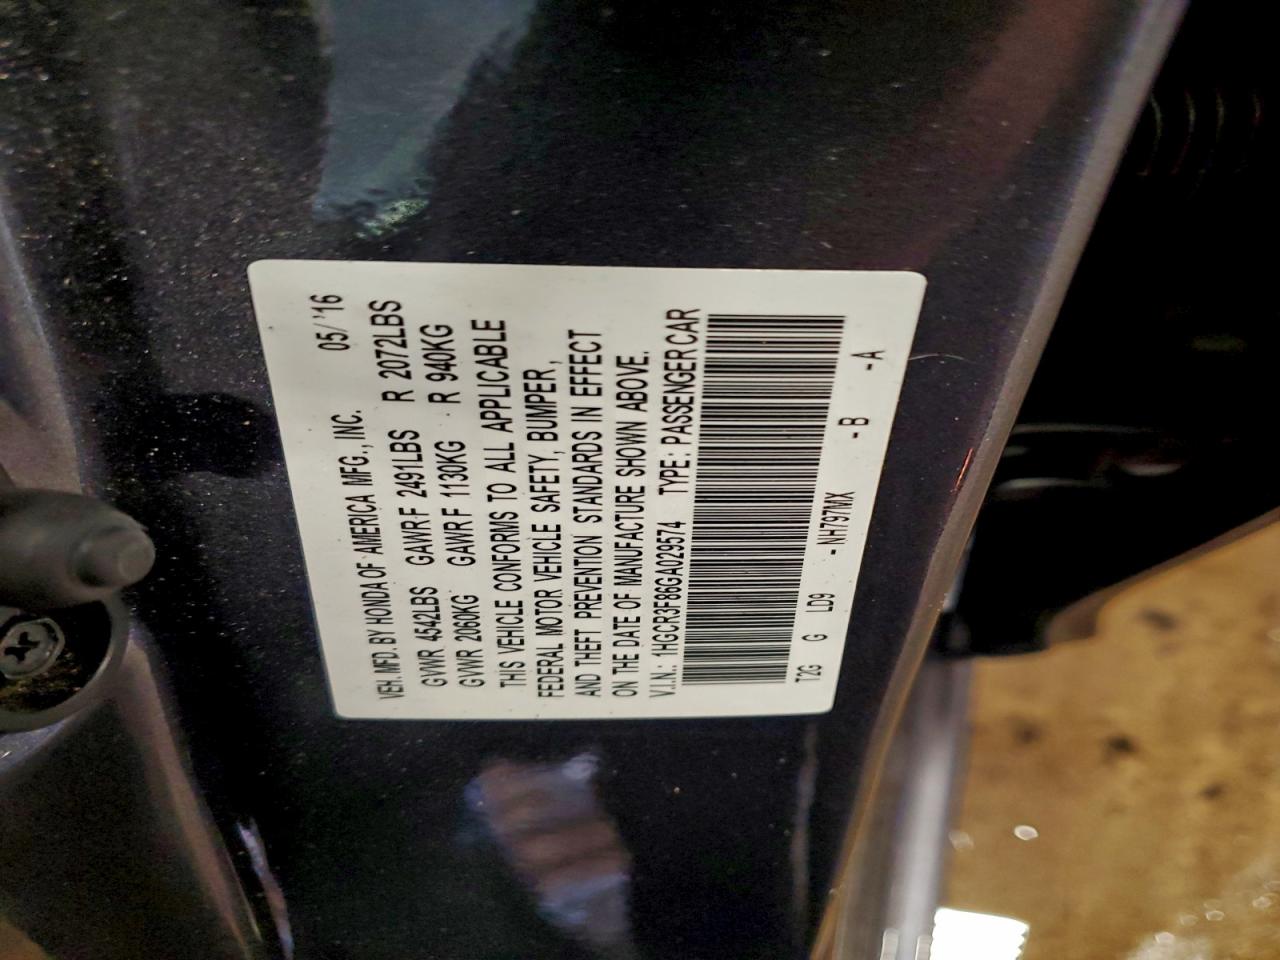 VEH. MFD. BY HONDA OF AMERICA MFG., INC. 05/'16
GVWR 4542LBS GAWRF 2491LBS R 2072LBS
GVWR 2060KG GAWRF 1130KG R 940KG
THIS VEHICLE CONFORMS TO ALL APPLICABLE
FEDERAL MOTOR VEHICLE SAFETY, BUMPER,
AND THEFT PREVENTION STANDARDS IN EFFECT
ON THE DATE OF MANUFACTURE SHOWN ABOVE.
V.I.N.: 1HGCR3F86GA029574 TYPE: PASSENGER CAR
T2G G LD9 - NH797MX - B - A